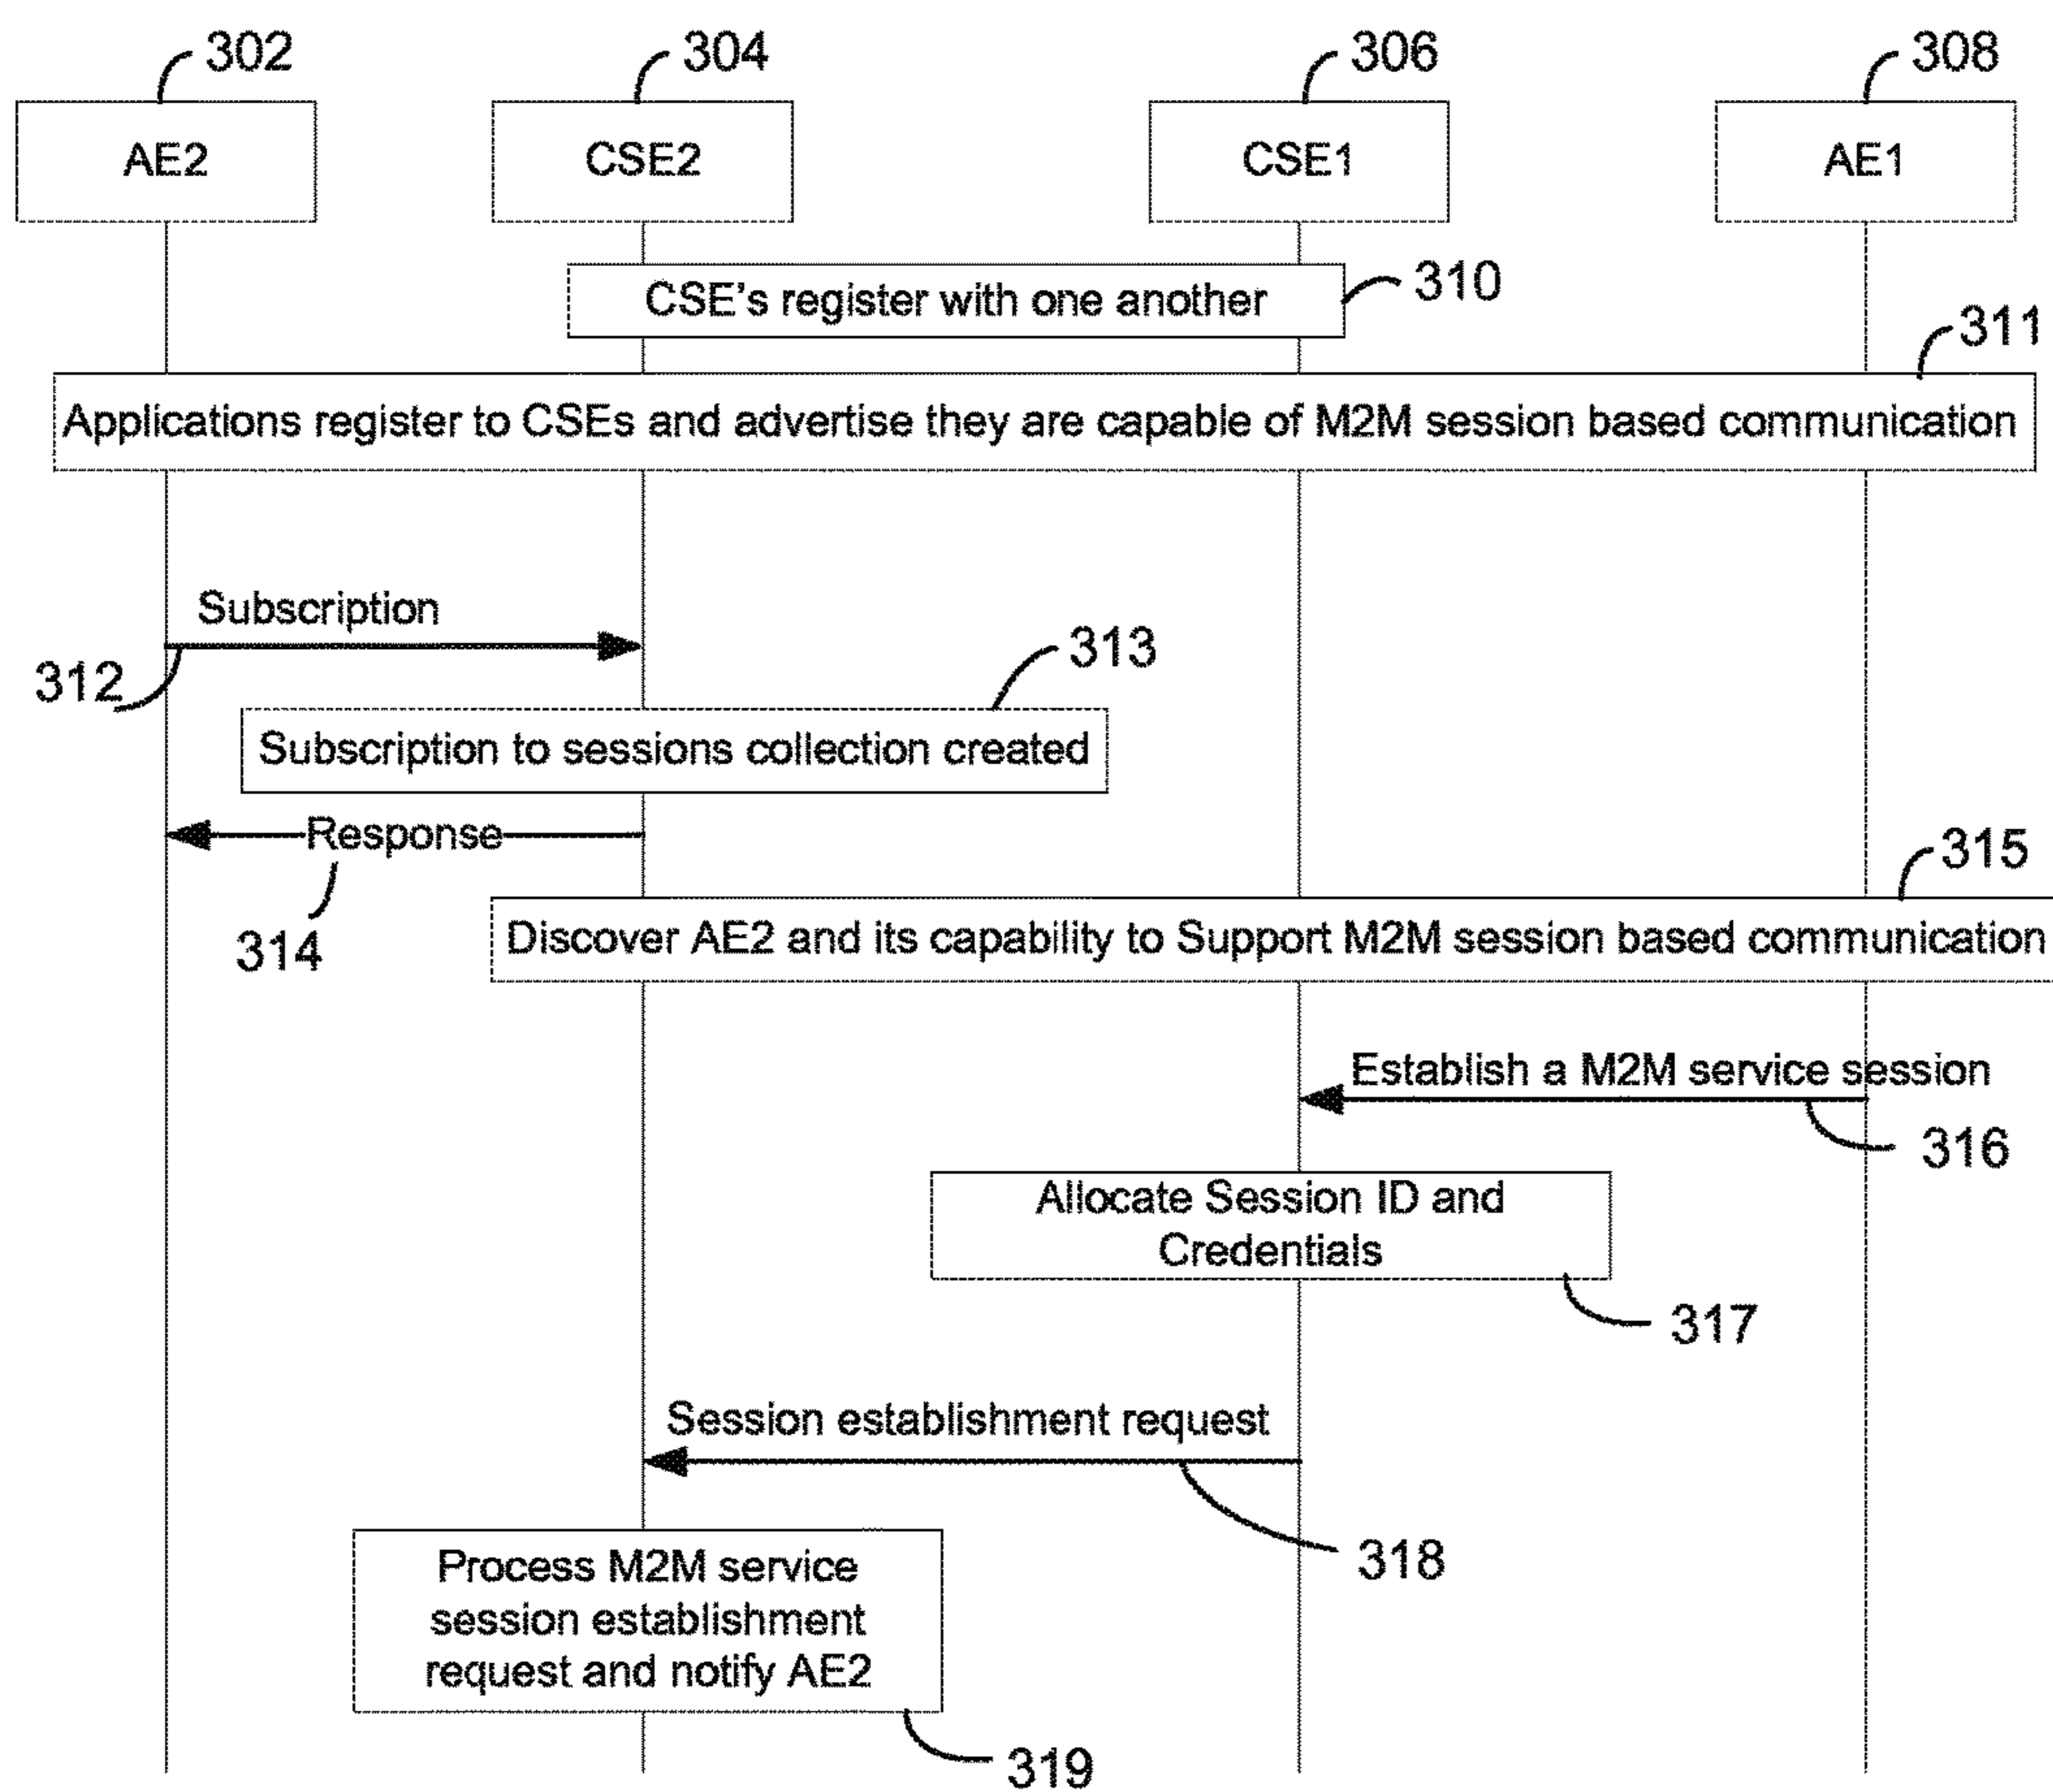 302
304
306
308
AE2
CSE2
CSE1
AE1
CSE's register with one another
310
311
Applications register to CSEs and advertise they are capable of M2M session based communication
Subscription
312
313
Subscription to sessions collection created
Response
314
315
Discover AE2 and its capability to Support M2M session based communication
Establish a M2M service session
316
Allocate Session ID and
Credentials
317
Session establishment request
318
Process M2M service
session establishment
request and notify AE2
319